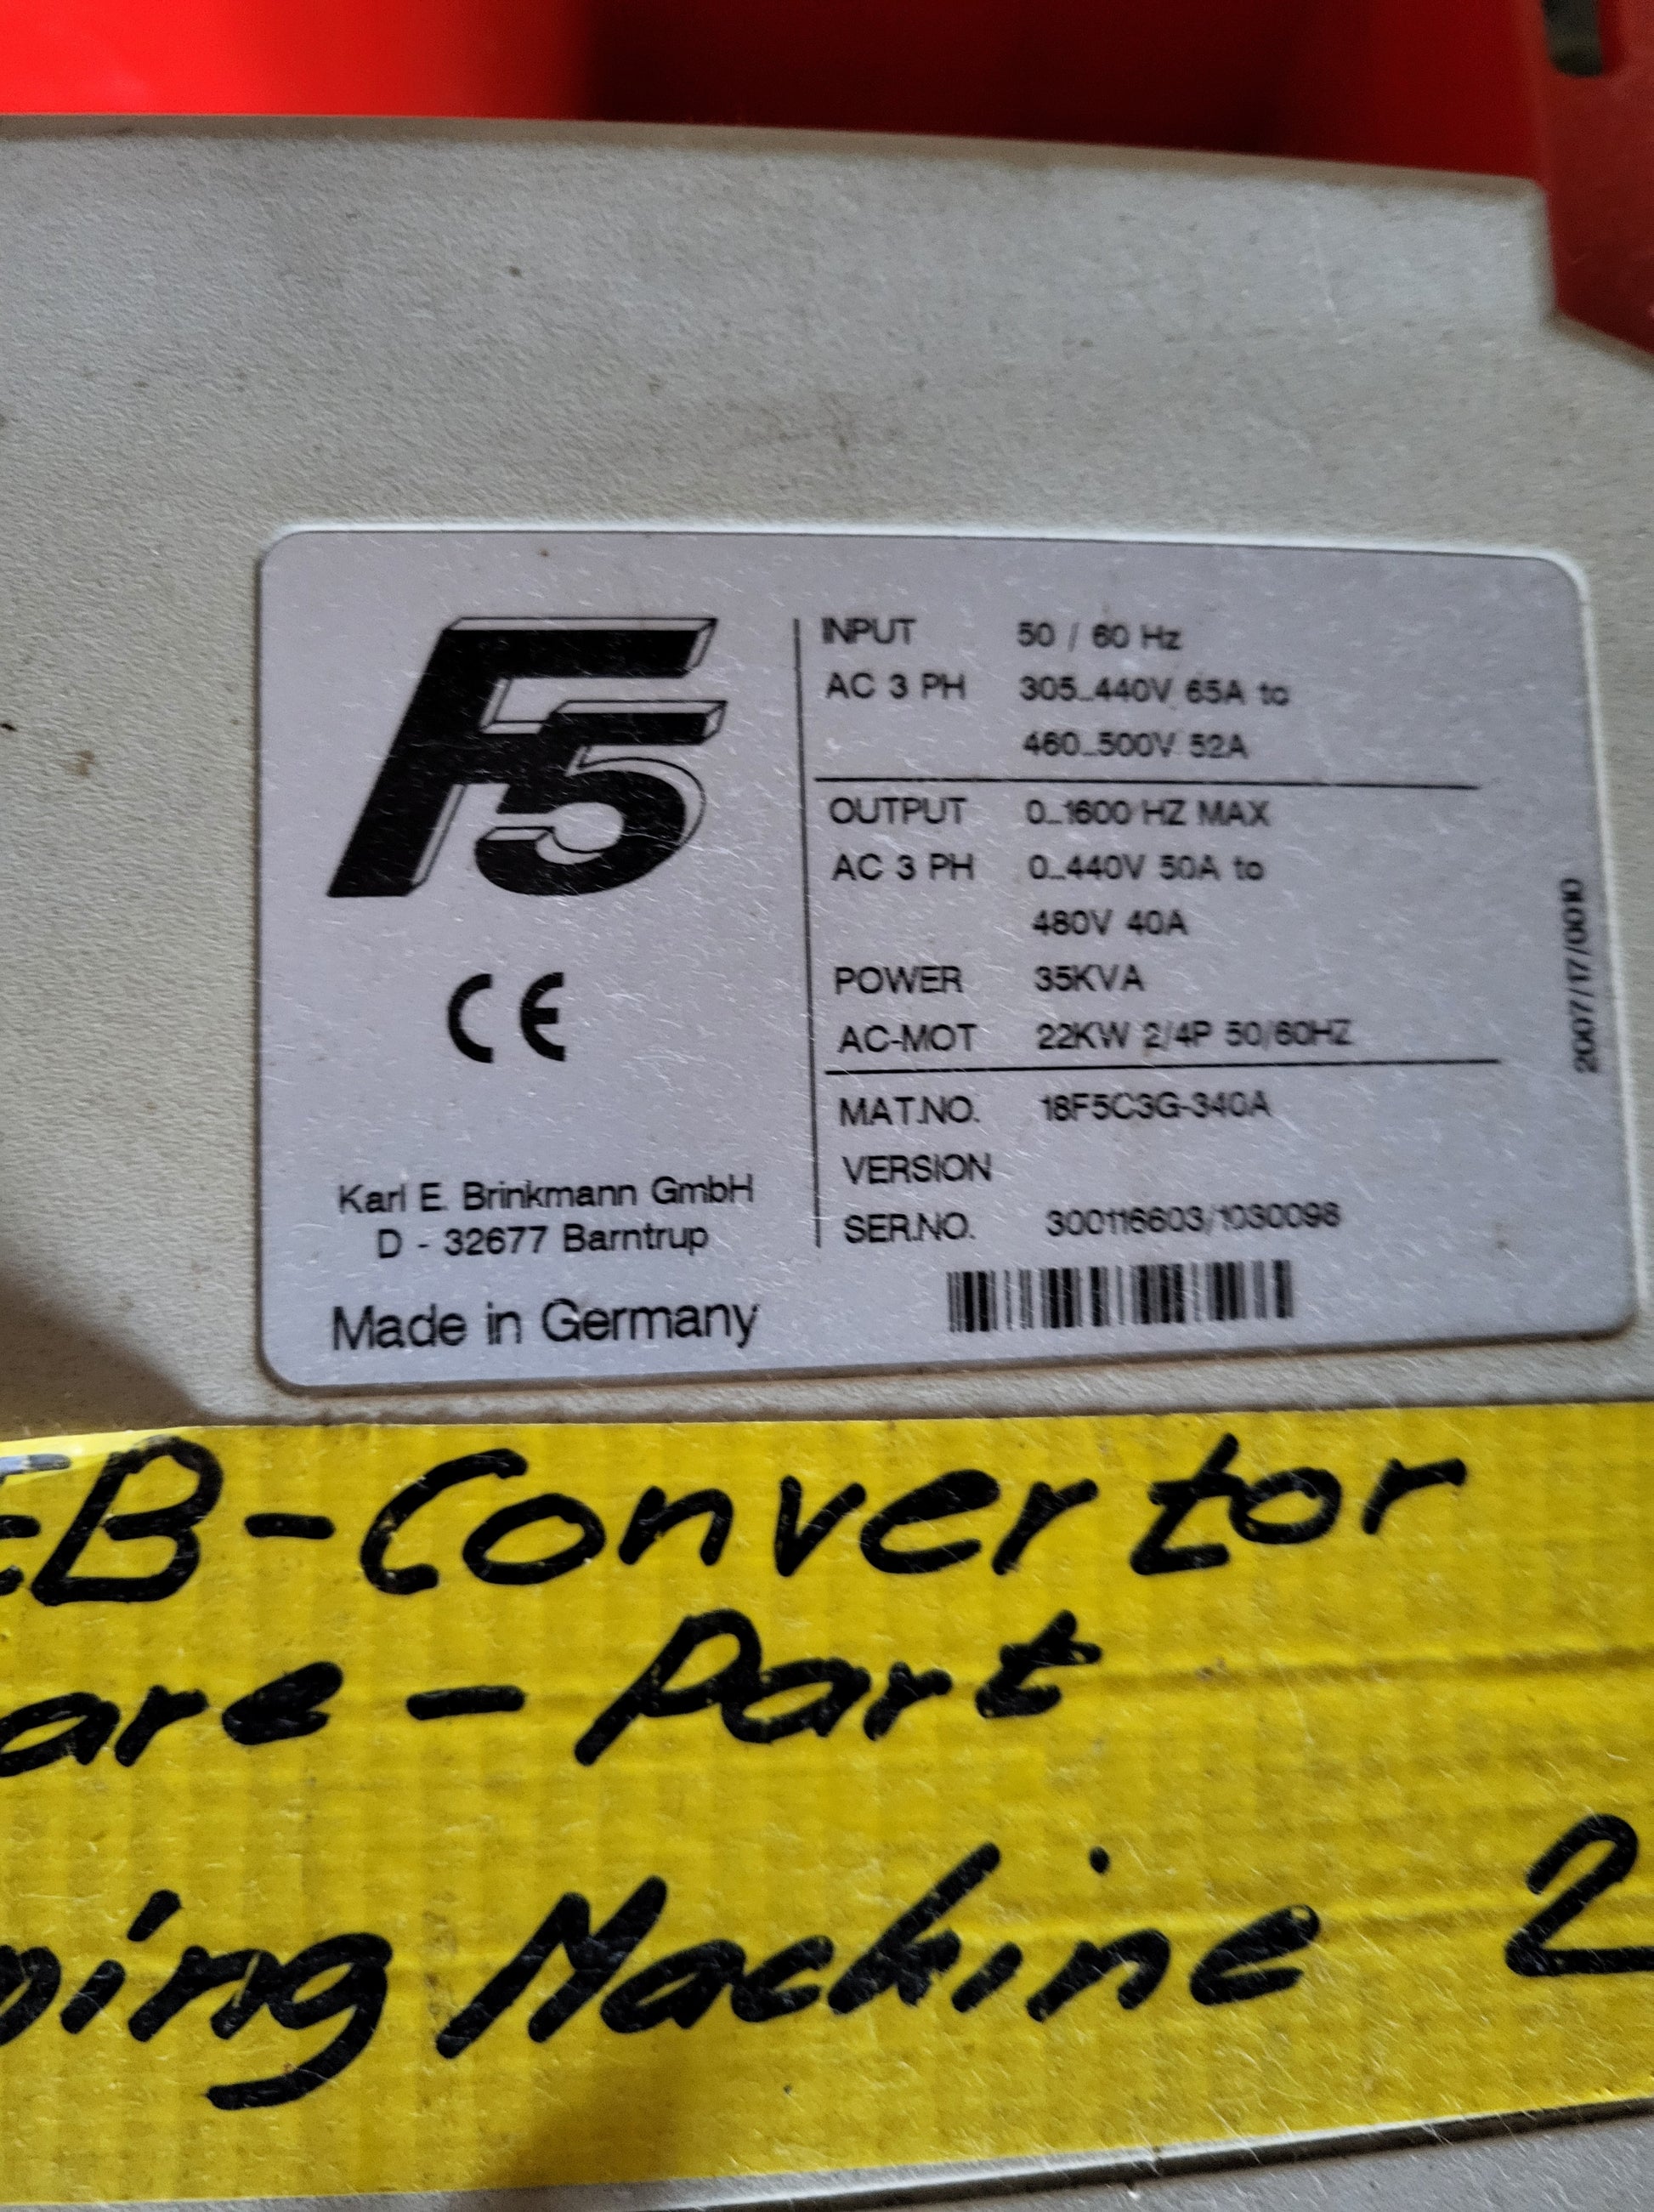 F5
CE
Karl E. Brinkmann GmbH
D - 32677 Barntrup
Made in Germany
INPUT 50 / 60 Hz
AC 3 PH 305...440V 65A to
460...500V 52A
OUTPUT 0...1600 HZ MAX
AC 3 PH 0...440V 50A to
480V 40A
POWER 35KVA
AC-MOT 22KW 2/4P 50/60HZ
MAT.NO. 18F5C3G-340A
VERSION
SER.NO. 300116603/1030098
2007/17/0010
EB-Convertor
are - Part
ping Machine 2